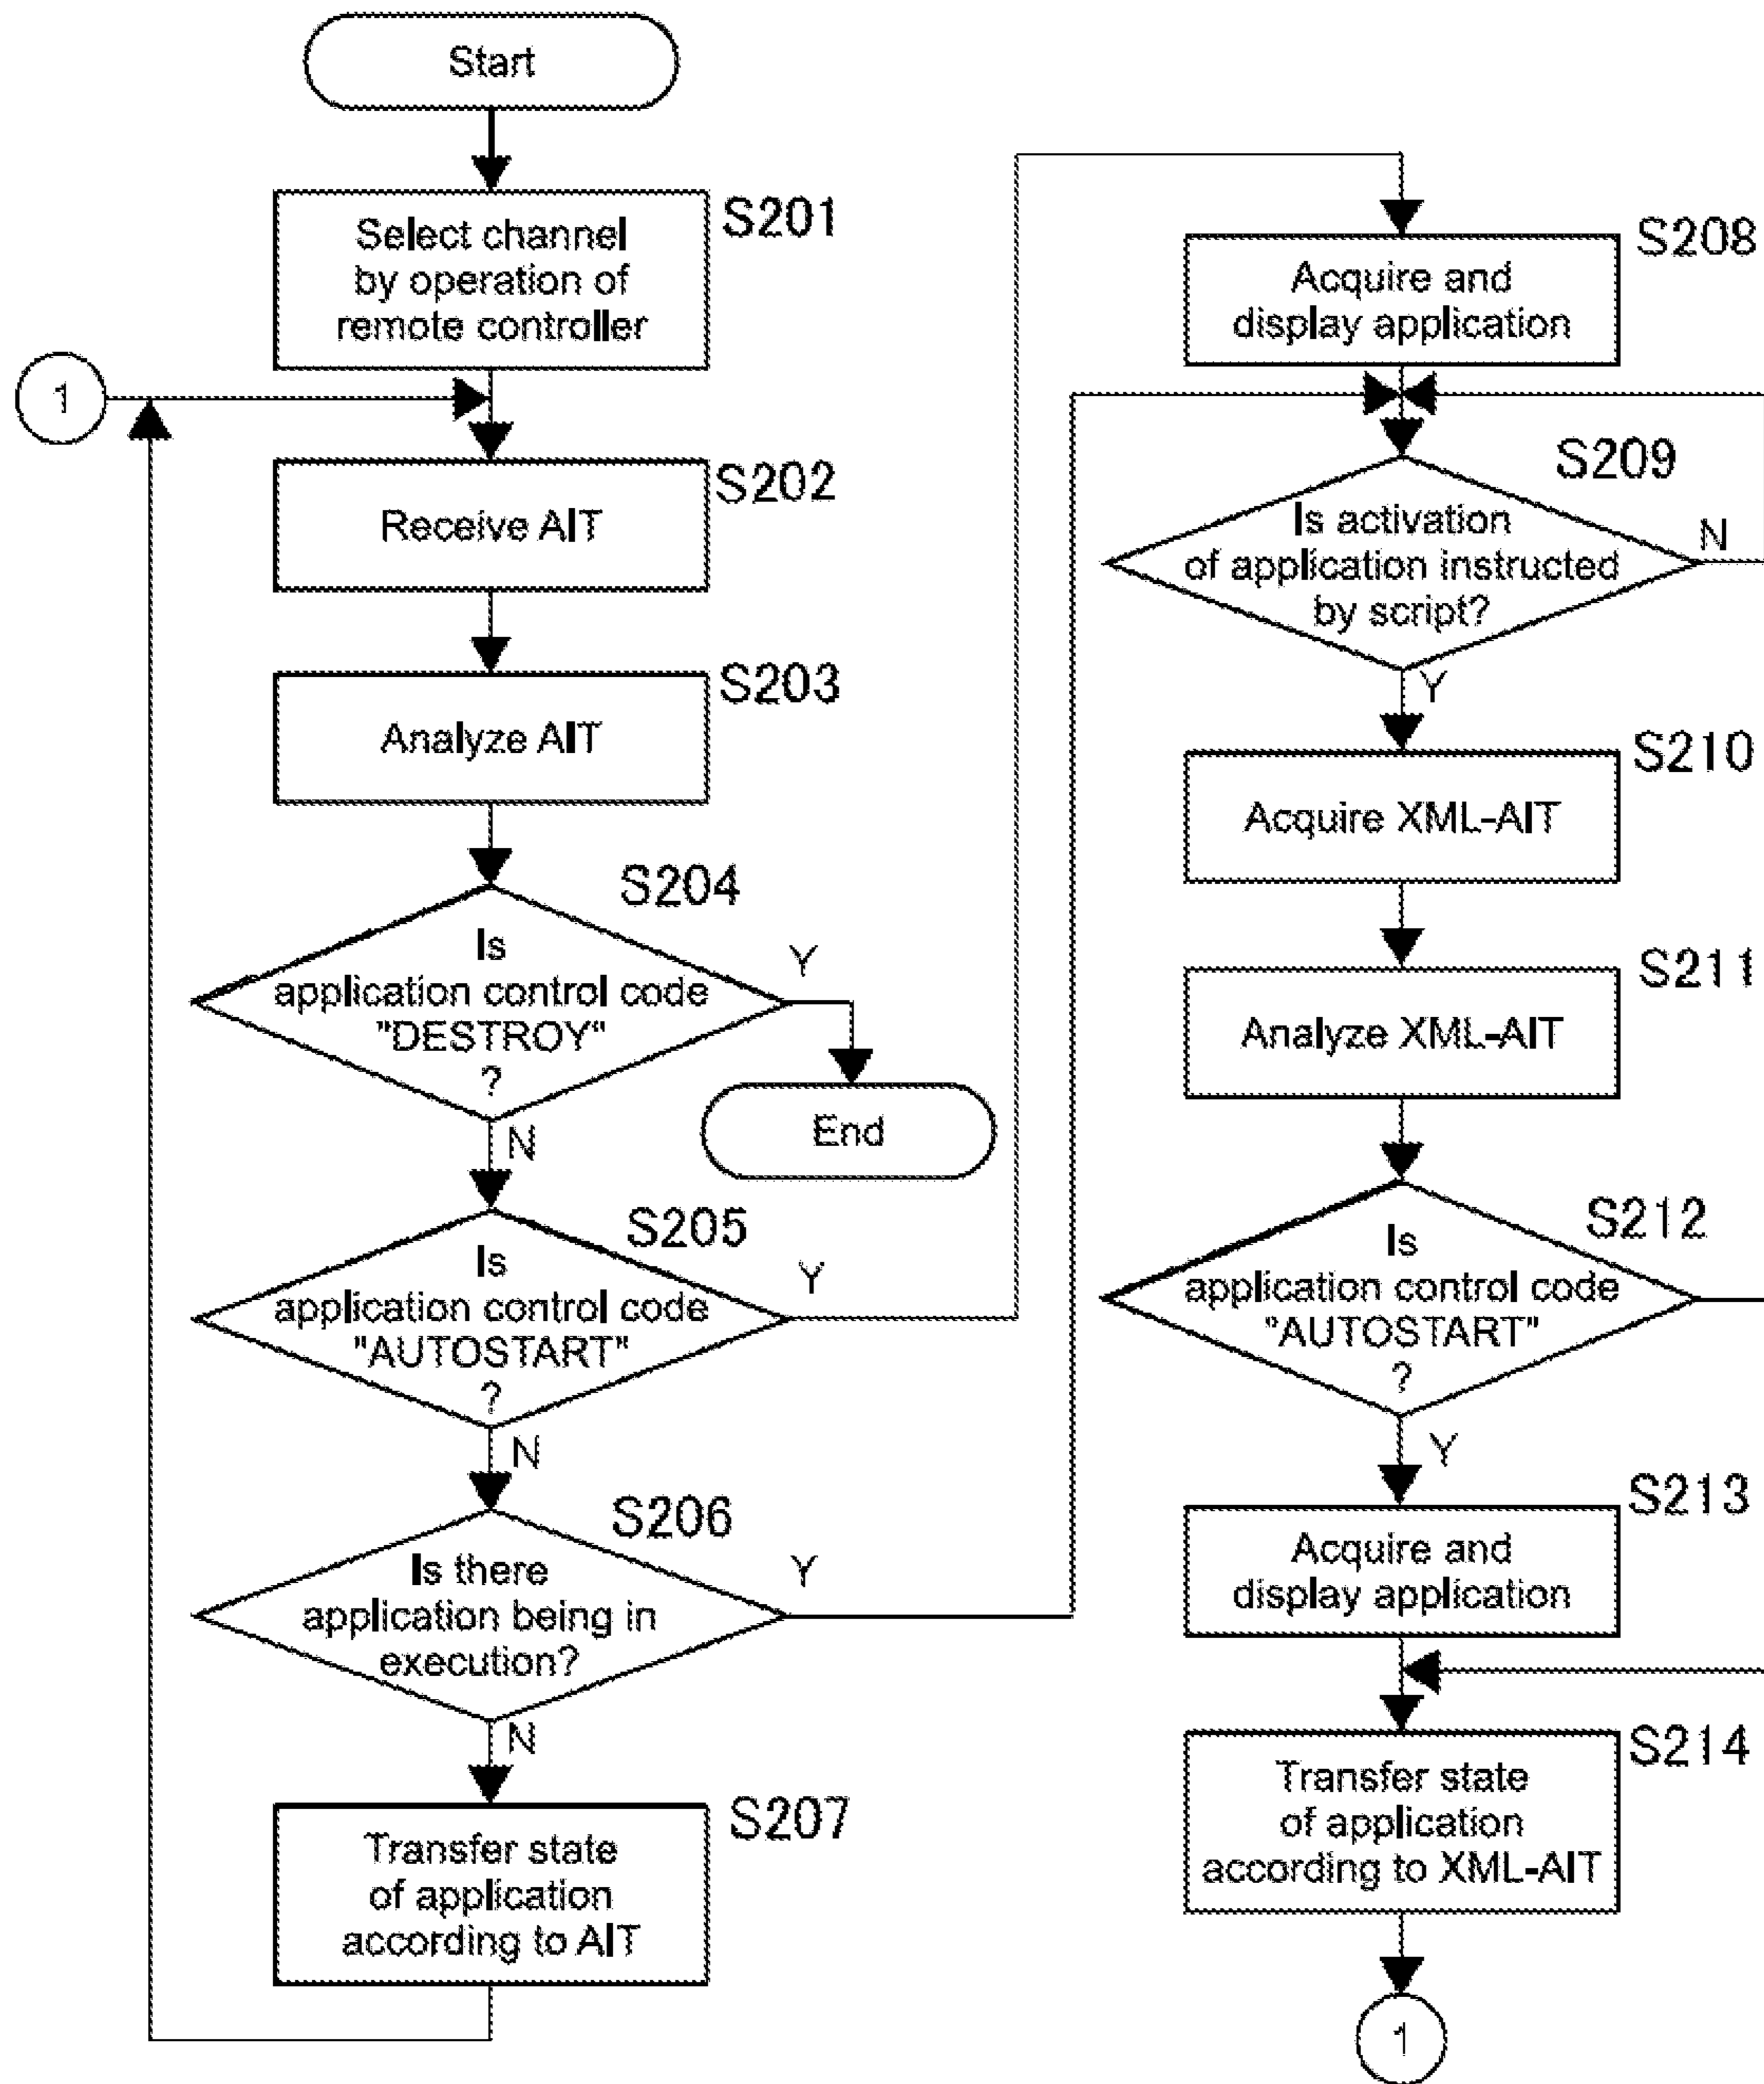 Start
S201
Select channel
by operation of
remote controller
1
S202
Receive AIT
S203
Analyze AIT
S204
Is
application control code
"DESTROY"
?
Y
N
End
S205
Is
application control code
"AUTOSTART"
?
Y
N
S206
Is there
application being in
execution?
Y
N
S207
Transfer state
of application
according to AIT
S208
Acquire and
display application
S209
Is activation
of application instructed
by script?
N
Y
S210
Acquire XML-AIT
S211
Analyze XML-AIT
S212
Is
application control code
"AUTOSTART"
?
Y
S213
Acquire and
display application
S214
Transfer state
of application
according to XML-AIT
1